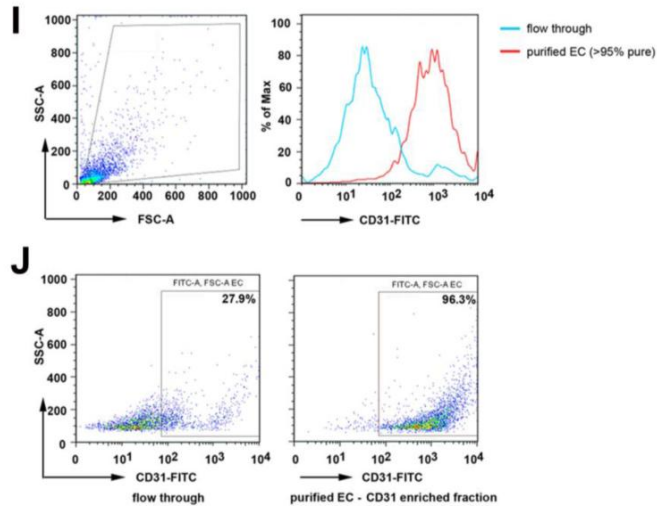 I
1000
800
600
400
200
0
SSC-A
0 200 400 600 800 1000
FSC-A
100
80
60
40
20
0
% of Max
0 10¹ 10² 10³ 10⁴
CD31-FITC
flow through
purified EC (>95% pure)
J
1000
800
600
400
200
0
SSC-A
FITC-A, FSC-A EC
27.9%
0 10¹ 10² 10³ 10⁴
CD31-FITC
flow through
FITC-A, FSC-A EC
96.3%
0 10¹ 10² 10³ 10⁴
CD31-FITC
purified EC - CD31 enriched fraction